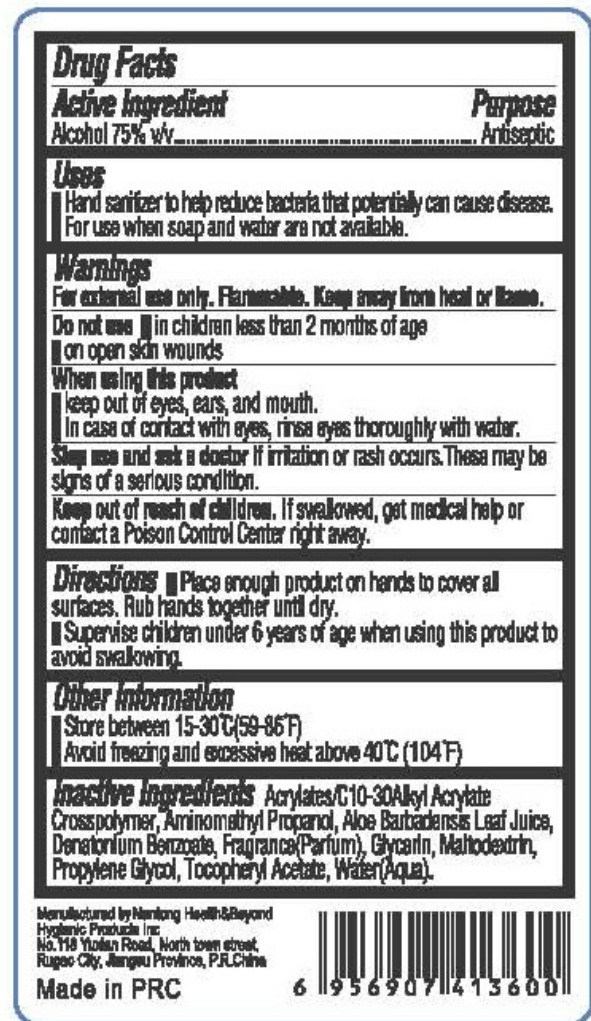 Drug Facts
Active Ingredient Purpose
Alcohol 75% v/v........................................................................ Antiseptic
Uses
Hand sanitizer to help reduce bacteria that potentially can cause disease.
For use when soap and water are not available.
Warnings
For external use only. Flammable. Keep away from heat or flame.
Do not use in children less than 2 months of age
on open skin wounds
When using this product
keep out of eyes, ears, and mouth.
In case of contact with eyes, rinse eyes thoroughly with water.
Stop use and ask a doctor if irritation or rash occurs.These may be
signs of a serious condition.
Keep out of reach of children. If swallowed, get medical help or
contact a Poison Control Center right away.
Directions Place enough product on hands to cover all
surfaces. Rub hands together until dry.
Supervise children under 6 years of age when using this product to
avoid swallowing.
Other information
Store between 15-30°C(59-86°F)
Avoid freezing and excessive heat above 40°C (104°F)
Inactive ingredients Acrylates/C10-30Alkyl Acrylate
Crosspolymer, Aminomethyl Propanol, Aloe Barbadensis Leaf Juice,
Denatonium Benzoate, Fragrance(Parfum), Glycerin, Maltodextrin,
Propylene Glycol, Tocopheryl Acetate, Water(Aqua).
Manufactured by Nantong Health&Beyond
Hygienic Products Inc
No.118 Road, North town street,
Rugao City, Jiangsu Province, P.R.China
Made in PRC
6 956907 413600